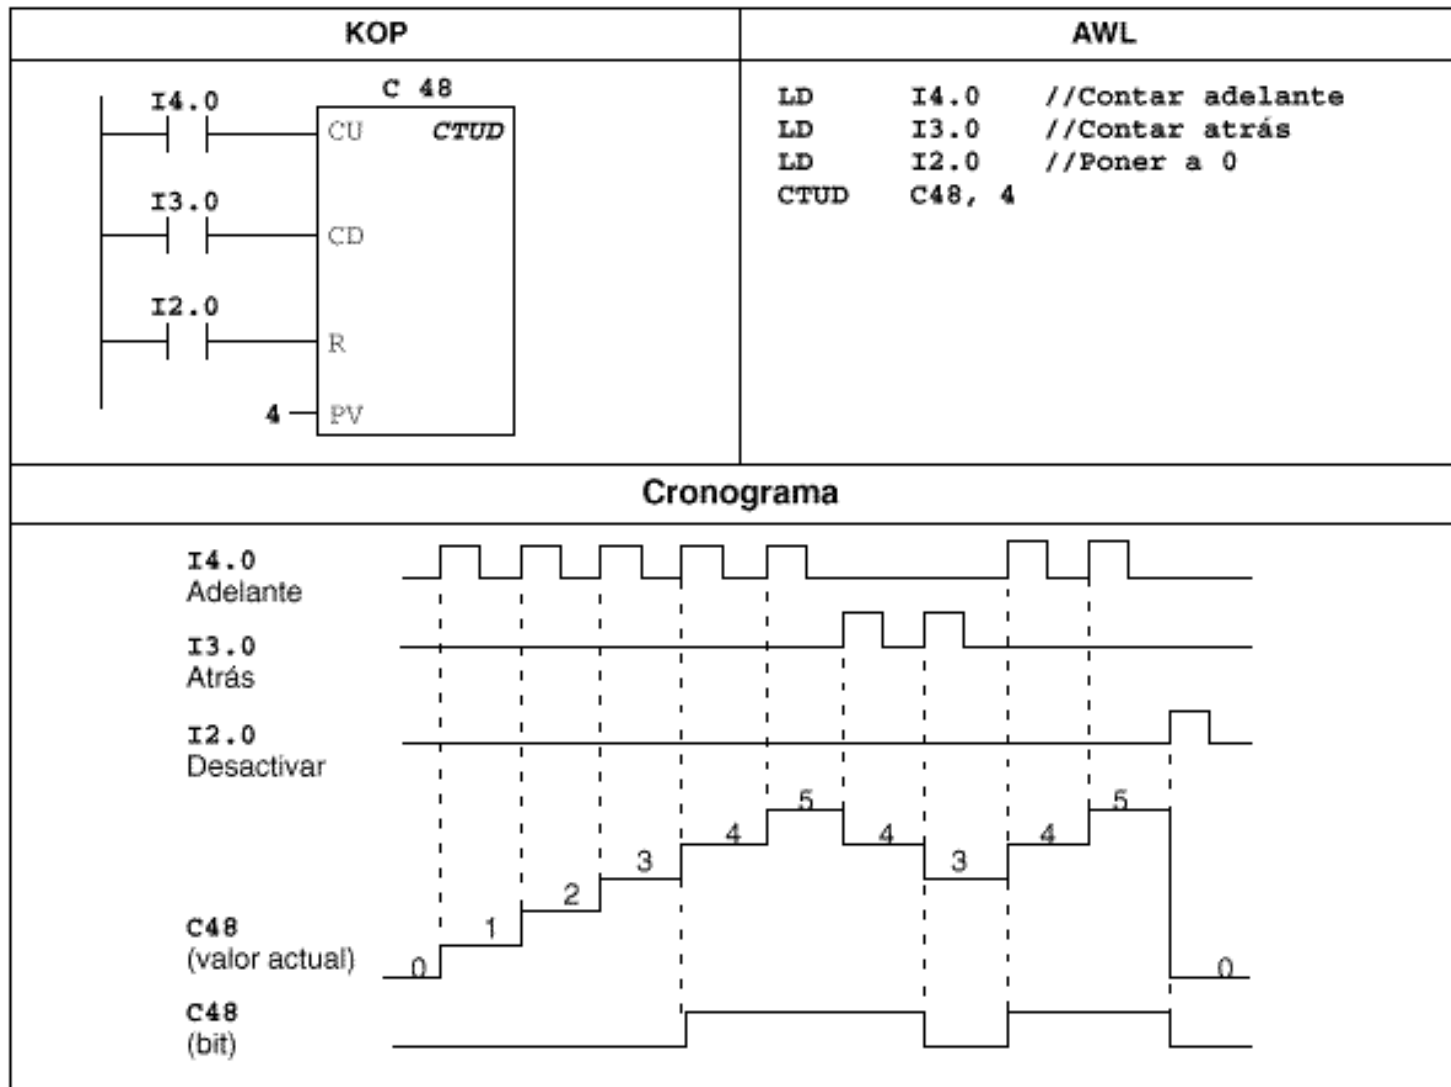 KOP
AWL
C 48
I4.0
CU CTUD
I3.0
CD
I2.0
R
4 PV
LD I4.0 //Contar adelante
LD I3.0 //Contar atrás
LD I2.0 //Poner a 0
CTUD C48, 4
Cronograma
I4.0
Adelante
I3.0
Atrás
I2.0
Desactivar
C48
(valor actual)
0 1 2 3 4 5 4 3 4 5 0
C48
(bit)